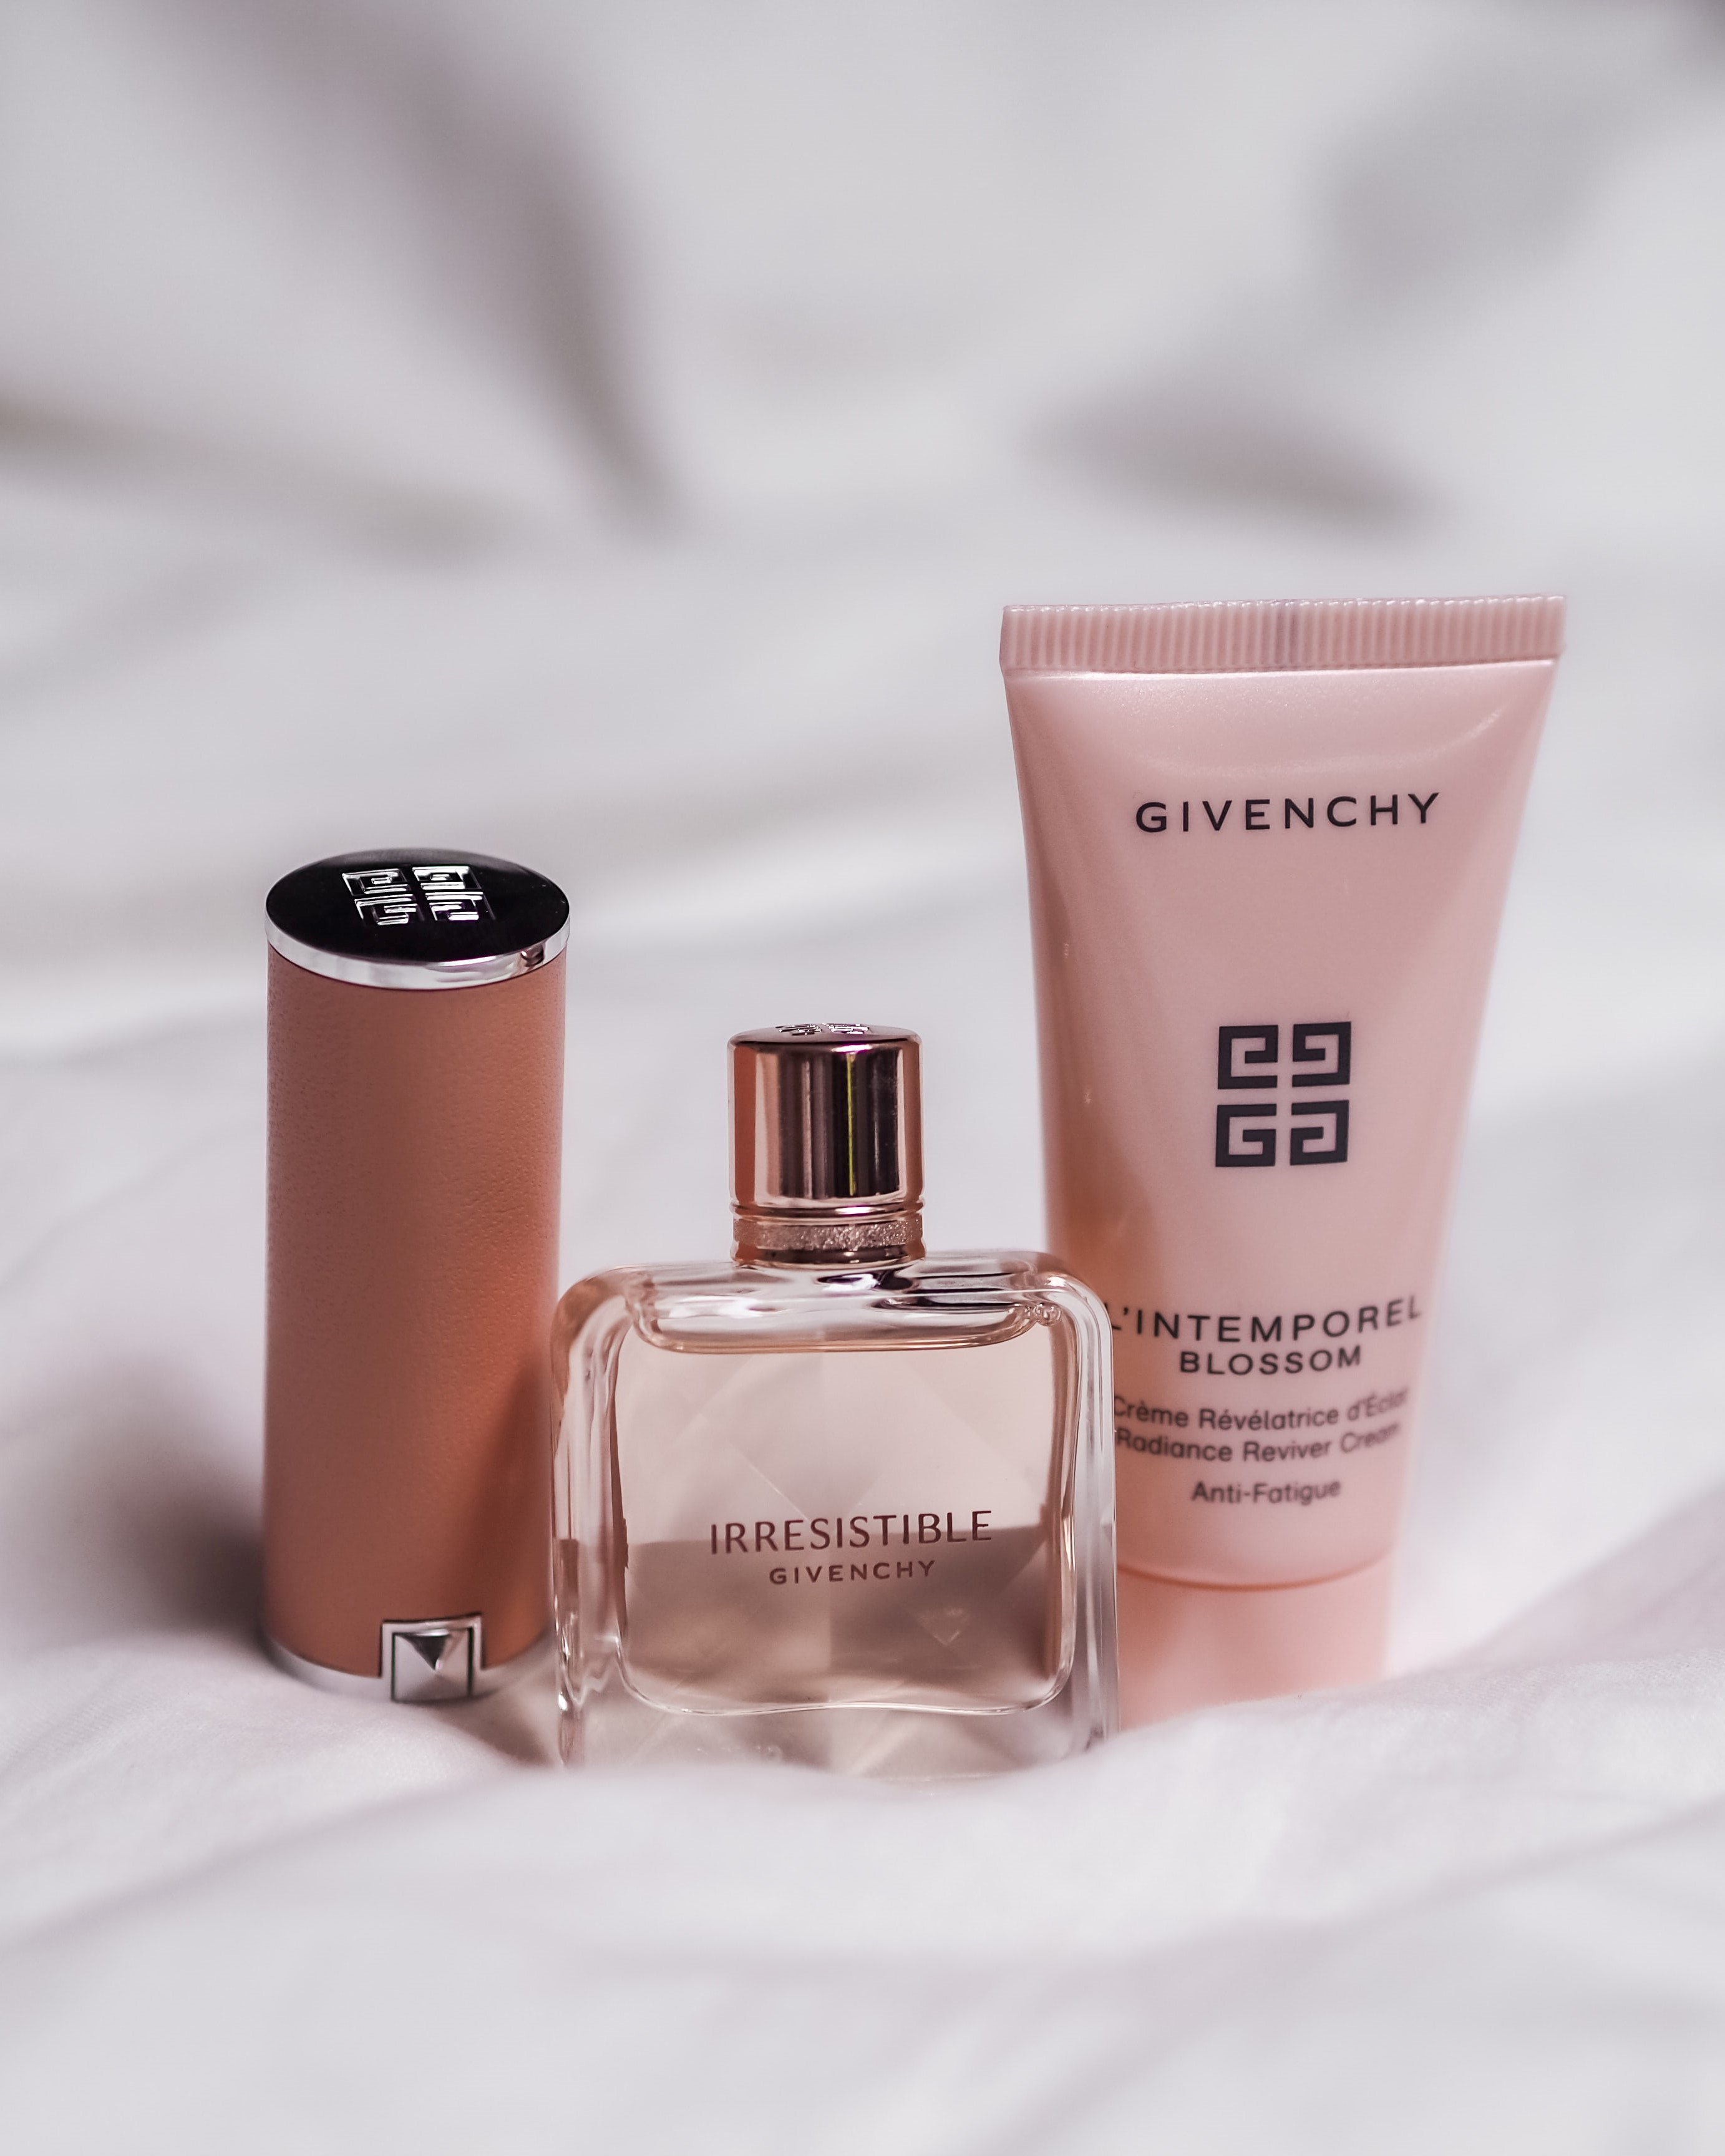 GIVENCHY
L'INTEMPOREL
BLOSSOM
Crème Révélatrice d'Éclat
Radiance Reviver Cream
Anti-Fatigue
IRRESISTIBLE
GIVENCHY